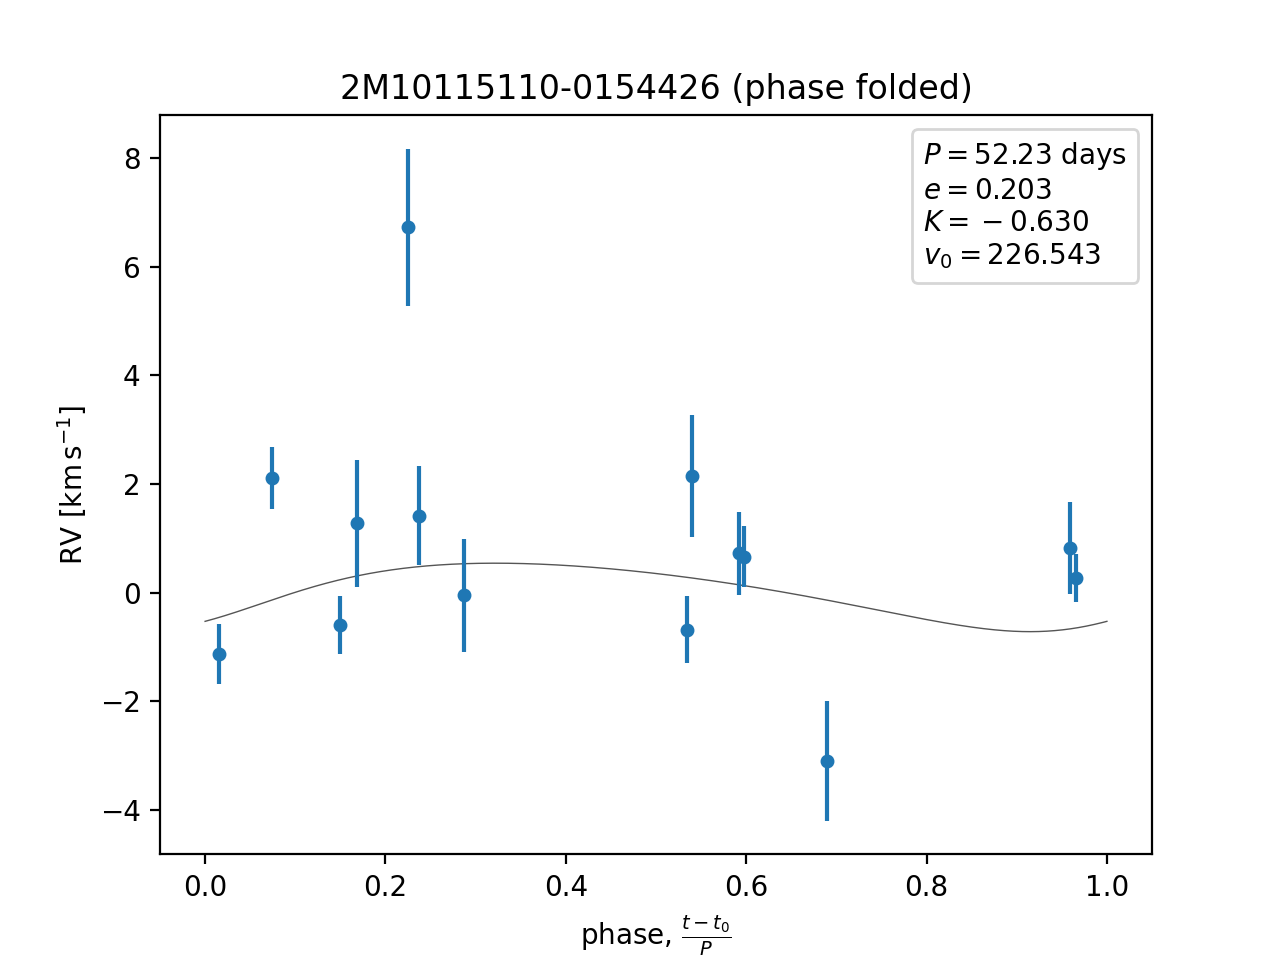 2M10115110-0154426 (phase folded)
P = 52.23 days
e = 0.203
K = −0.630
v₀ = 226.543
RV [km s⁻¹]
8
6
4
2
0
−2
−4
0.0 0.2 0.4 0.6 0.8 1.0
phase, (t − t₀)/P